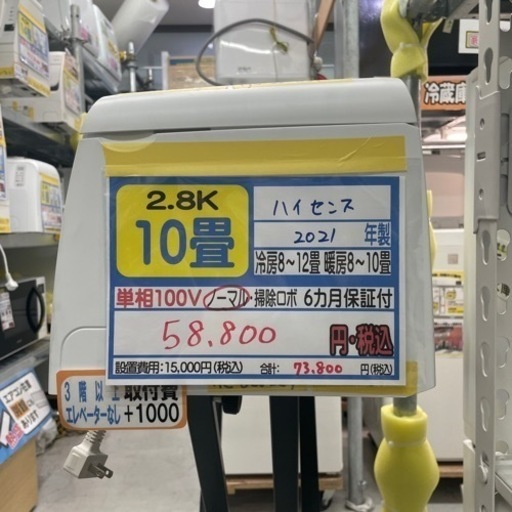 冷蔵庫
2.8K
10畳
ハイセンス
2021 年製
冷房8～12畳 暖房8～10畳
単相100V ノーマル・掃除ロボ 6カ月保証付
58.800 円・税込
設置費用：15,000円(税込) 合計： 73.800 円(税込)
3階以上 取付費
エレベーターなし +1000